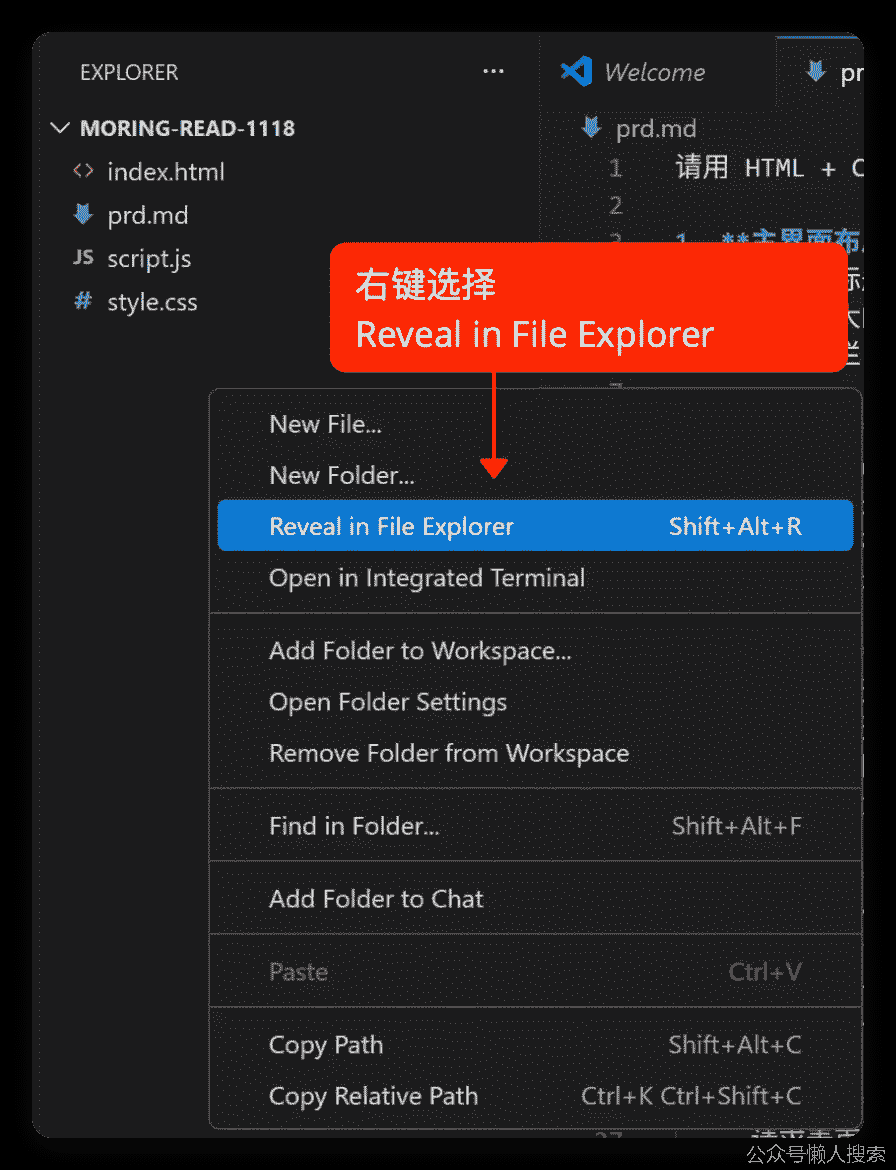 EXPLORER
Welcome
MORING-READ-1118
prd.md
index.html
1 请用 HTML + C
prd.md
2
script.js
style.css
右键选择
Reveal in File Explorer
New File...
New Folder...
Reveal in File Explorer Shift+Alt+R
Open in Integrated Terminal
Add Folder to Workspace...
Open Folder Settings
Remove Folder from Workspace
Find in Folder... Shift+Alt+F
Add Folder to Chat
Paste Ctrl+V
Copy Path Shift+Alt+C
Copy Relative Path Ctrl+K Ctrl+Shift+C
公众号懒人搜索